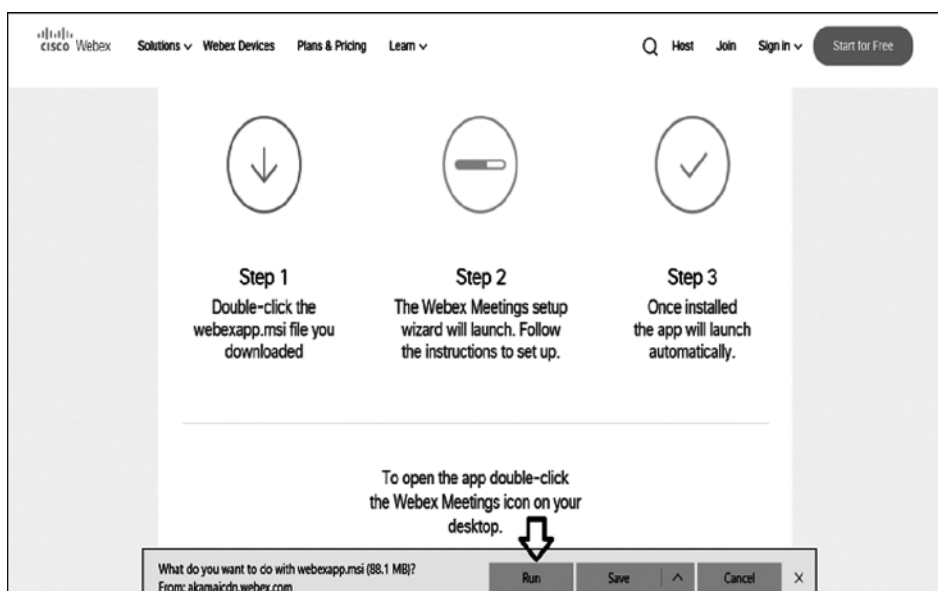 cisco Webex Solutions Webex Devices Plans & Pricing Learn Host Join Sign in Start for Free
Step 1
Double-click the
webexapp.msi file you
downloaded
Step 2
The Webex Meetings setup
wizard will launch. Follow
the instructions to set up.
Step 3
Once installed
the app will launch
automatically.
To open the app double-click
the Webex Meetings icon on your
desktop.
What do you want to do with webexapp.msi (88.1 MB)?
From: akamaicdn.webex.com
Run Save Cancel